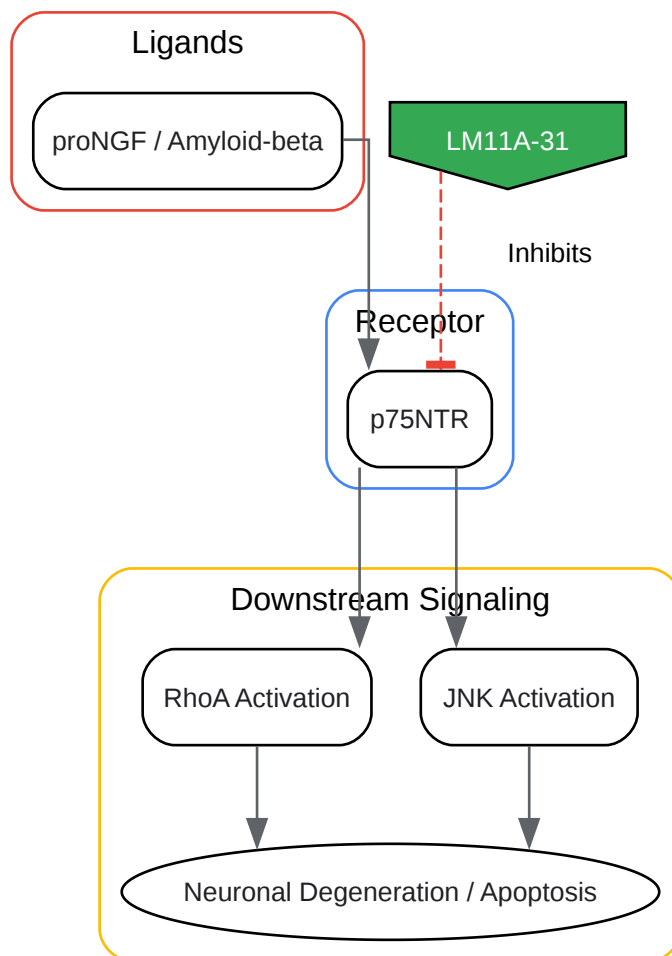 Ligands
proNGF / Amyloid-beta
LM11A-31
Inhibits
Receptor
p75NTR
Downstream Signaling
RhoA Activation
JNK Activation
Neuronal Degeneration / Apoptosis